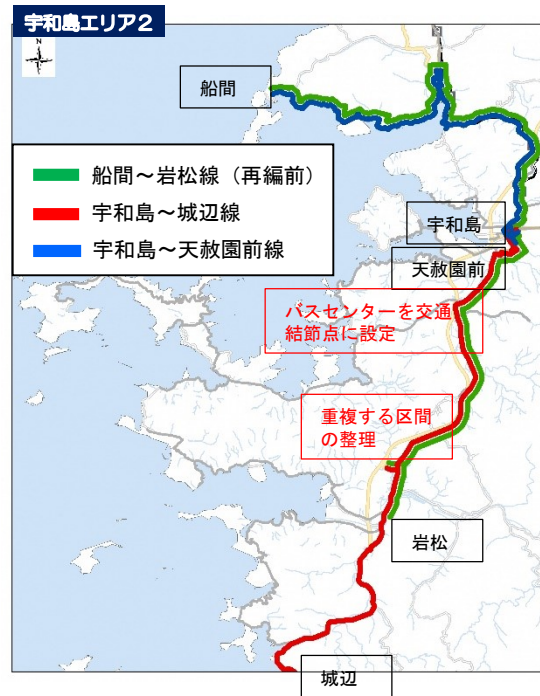 宇和島エリア2
N
船間
船間～岩松線（再編前）
宇和島～城辺線
宇和島～天赦園前線
宇和島
天赦園前
バスセンターを交通
結節点に設定
重複する区間
の整理
岩松
城辺